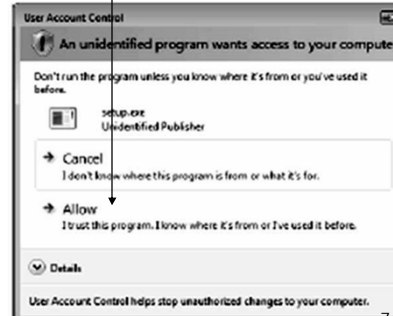 User Account Control
An unidentified program wants access to your compute
Don't run the program unless you know where it's from or you've used it
before.
setup.exe
Unidentified Publisher
Cancel
I don't know where this program is from or what it's for.
Allow
I trust this program. I know where it's from or I've used it before.
Details
User Account Control helps stop unauthorized changes to your computer.
7